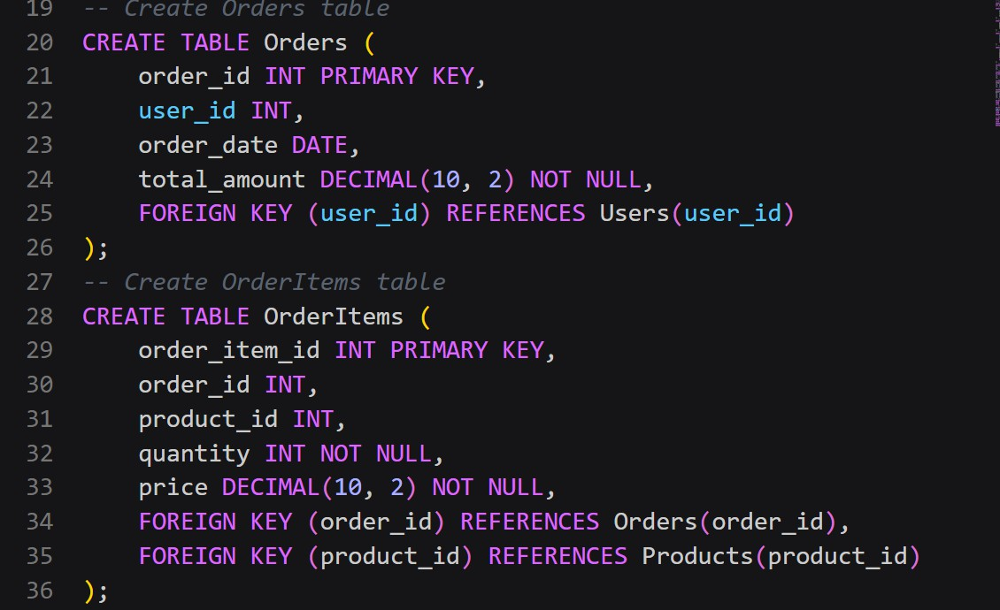 19 -- Create Orders table
20 CREATE TABLE Orders (
21     order_id INT PRIMARY KEY,
22     user_id INT,
23     order_date DATE,
24     total_amount DECIMAL(10, 2) NOT NULL,
25     FOREIGN KEY (user_id) REFERENCES Users(user_id)
26 );
27 -- Create OrderItems table
28 CREATE TABLE OrderItems (
29     order_item_id INT PRIMARY KEY,
30     order_id INT,
31     product_id INT,
32     quantity INT NOT NULL,
33     price DECIMAL(10, 2) NOT NULL,
34     FOREIGN KEY (order_id) REFERENCES Orders(order_id),
35     FOREIGN KEY (product_id) REFERENCES Products(product_id)
36 );